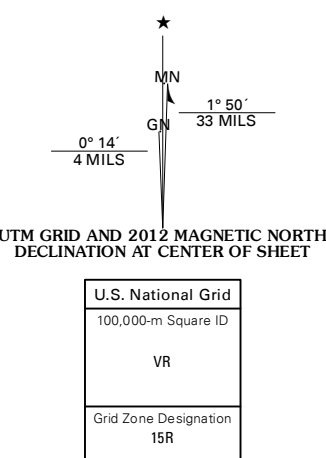 MN
1° 50´
33 MILS
GN
0° 14´
4 MILS
UTM GRID AND 2012 MAGNETIC NORTH
DECLINATION AT CENTER OF SHEET
U.S. National Grid
100,000-m Square ID
VR
Grid Zone Designation
15R